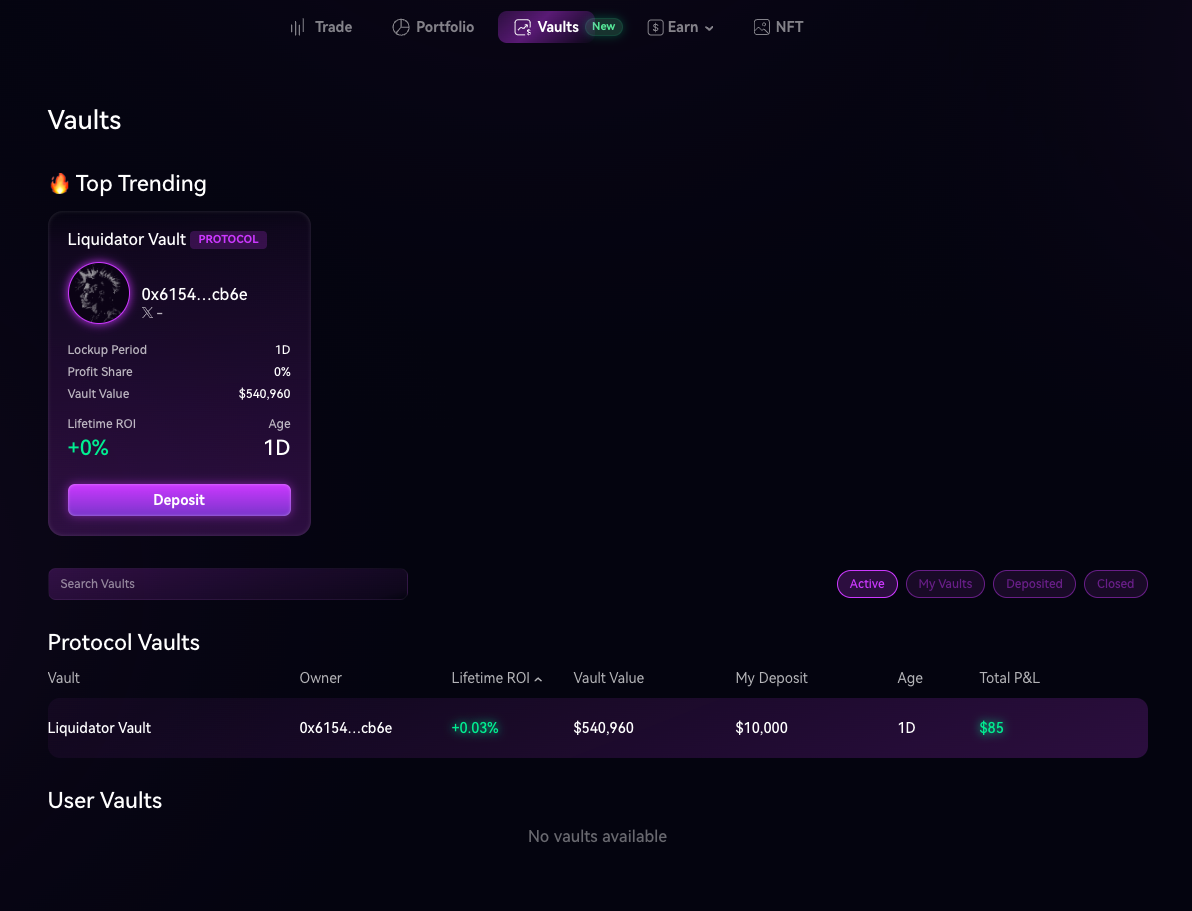 Trade Portfolio Vaults New Earn NFT
Vaults
🔥 Top Trending
Liquidator Vault PROTOCOL
0x6154...cb6e
𝕏 -
Lockup Period 1D
Profit Share 0%
Vault Value $540,960
Lifetime ROI Age
+0% 1D
Deposit
Search Vaults Active My Vaults Deposited Closed
Protocol Vaults
Vault Owner Lifetime ROI Vault Value My Deposit Age Total P&L
Liquidator Vault 0x6154...cb6e +0.03% $540,960 $10,000 1D $85
User Vaults
No vaults available